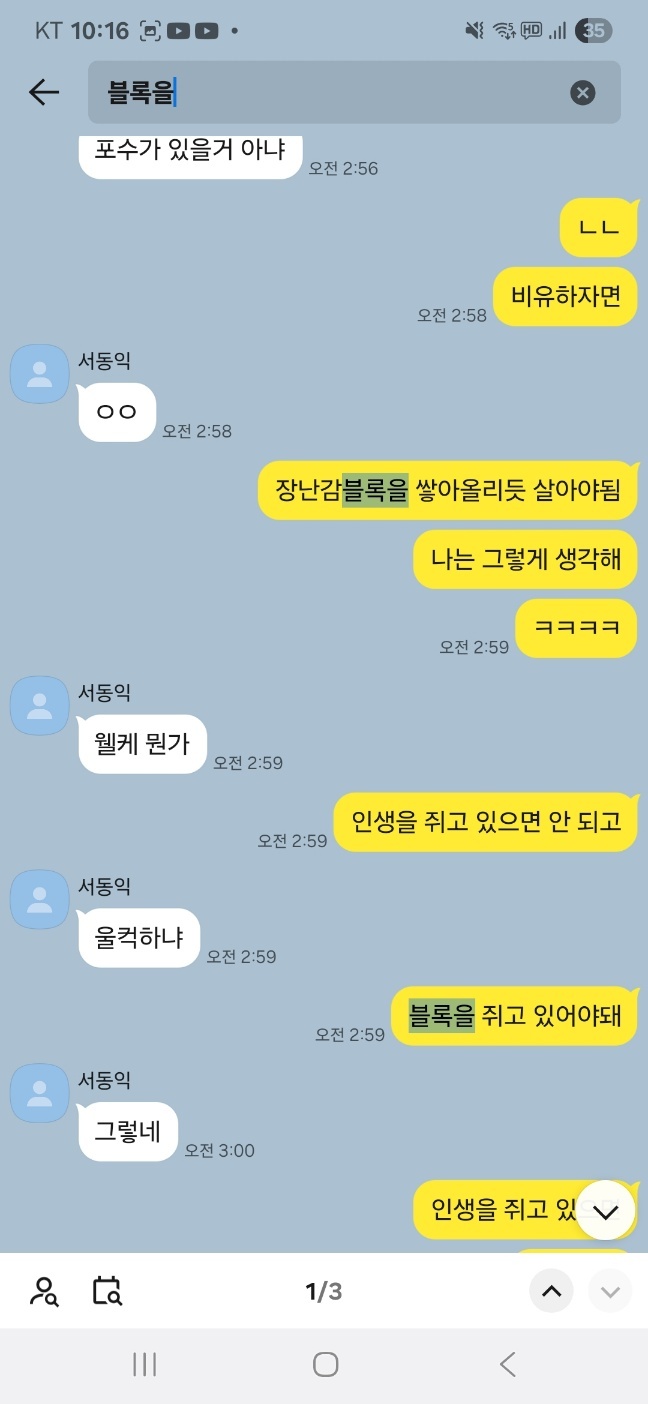 KT 10:16
HD
35
블록을
포수가 있을거 아냐
오전 2:56
ㄴㄴ
비유하자면
오전 2:58
서동익
ㅇㅇ
오전 2:58
장난감블록을 쌓아올리듯 살아야됨
나는 그렇게 생각해
ㅋㅋㅋㅋ
오전 2:59
서동익
웰케 뭔가
오전 2:59
인생을 쥐고 있으면 안 되고
오전 2:59
서동익
울컥하냐
오전 2:59
블록을 쥐고 있어야돼
오전 2:59
서동익
그렇네
오전 3:00
인생을 쥐고 있으면
1/3